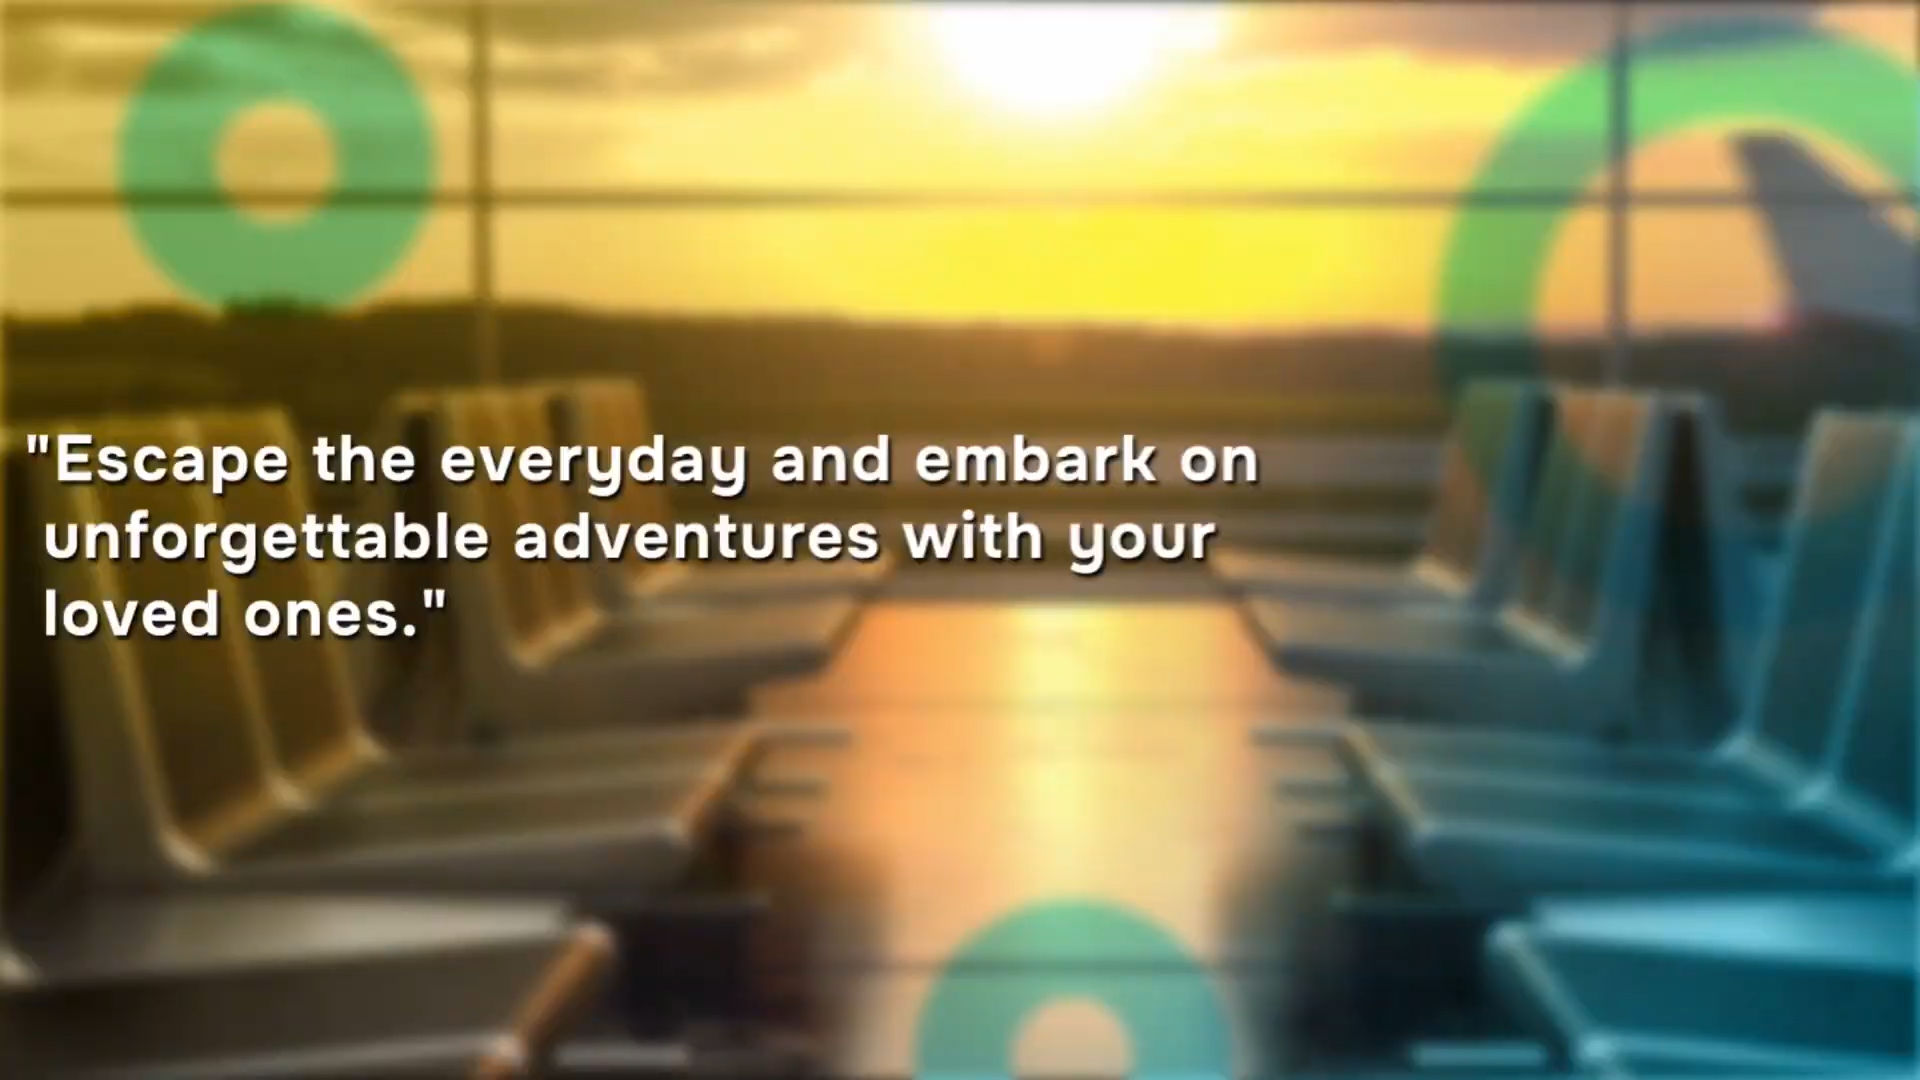 "Escape the everyday and embark on
unforgettable adventures with your
loved ones."